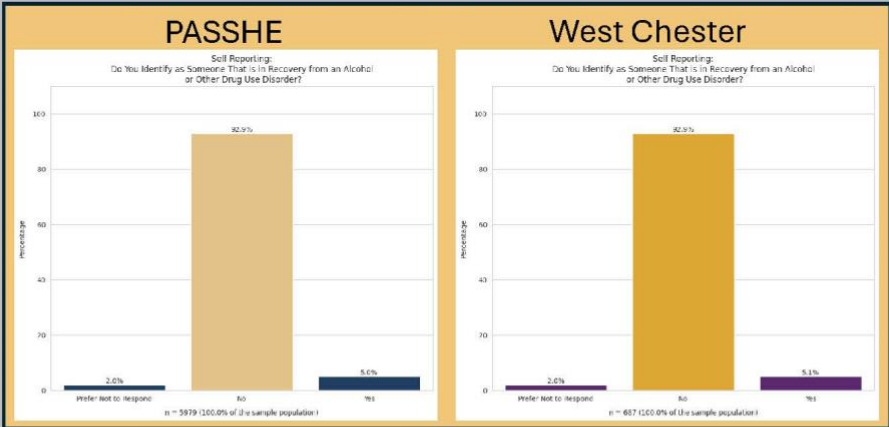 PASSHE
Self Reporting:
Do You Identify as Someone That is in Recovery from an Alcohol
or Other Drug Use Disorder?
Percentage
100
80
60
40
20
0
2.0%
92.9%
5.0%
Prefer Not to Respond
No
Yes
n = 5979 (100.0% of the sample population)
West Chester
Self Reporting:
Do You Identify as Someone That is in Recovery from an Alcohol
or Other Drug Use Disorder?
Percentage
100
80
60
40
20
0
2.0%
92.9%
5.1%
Prefer Not to Respond
No
Yes
n = 687 (100.0% of the sample population)